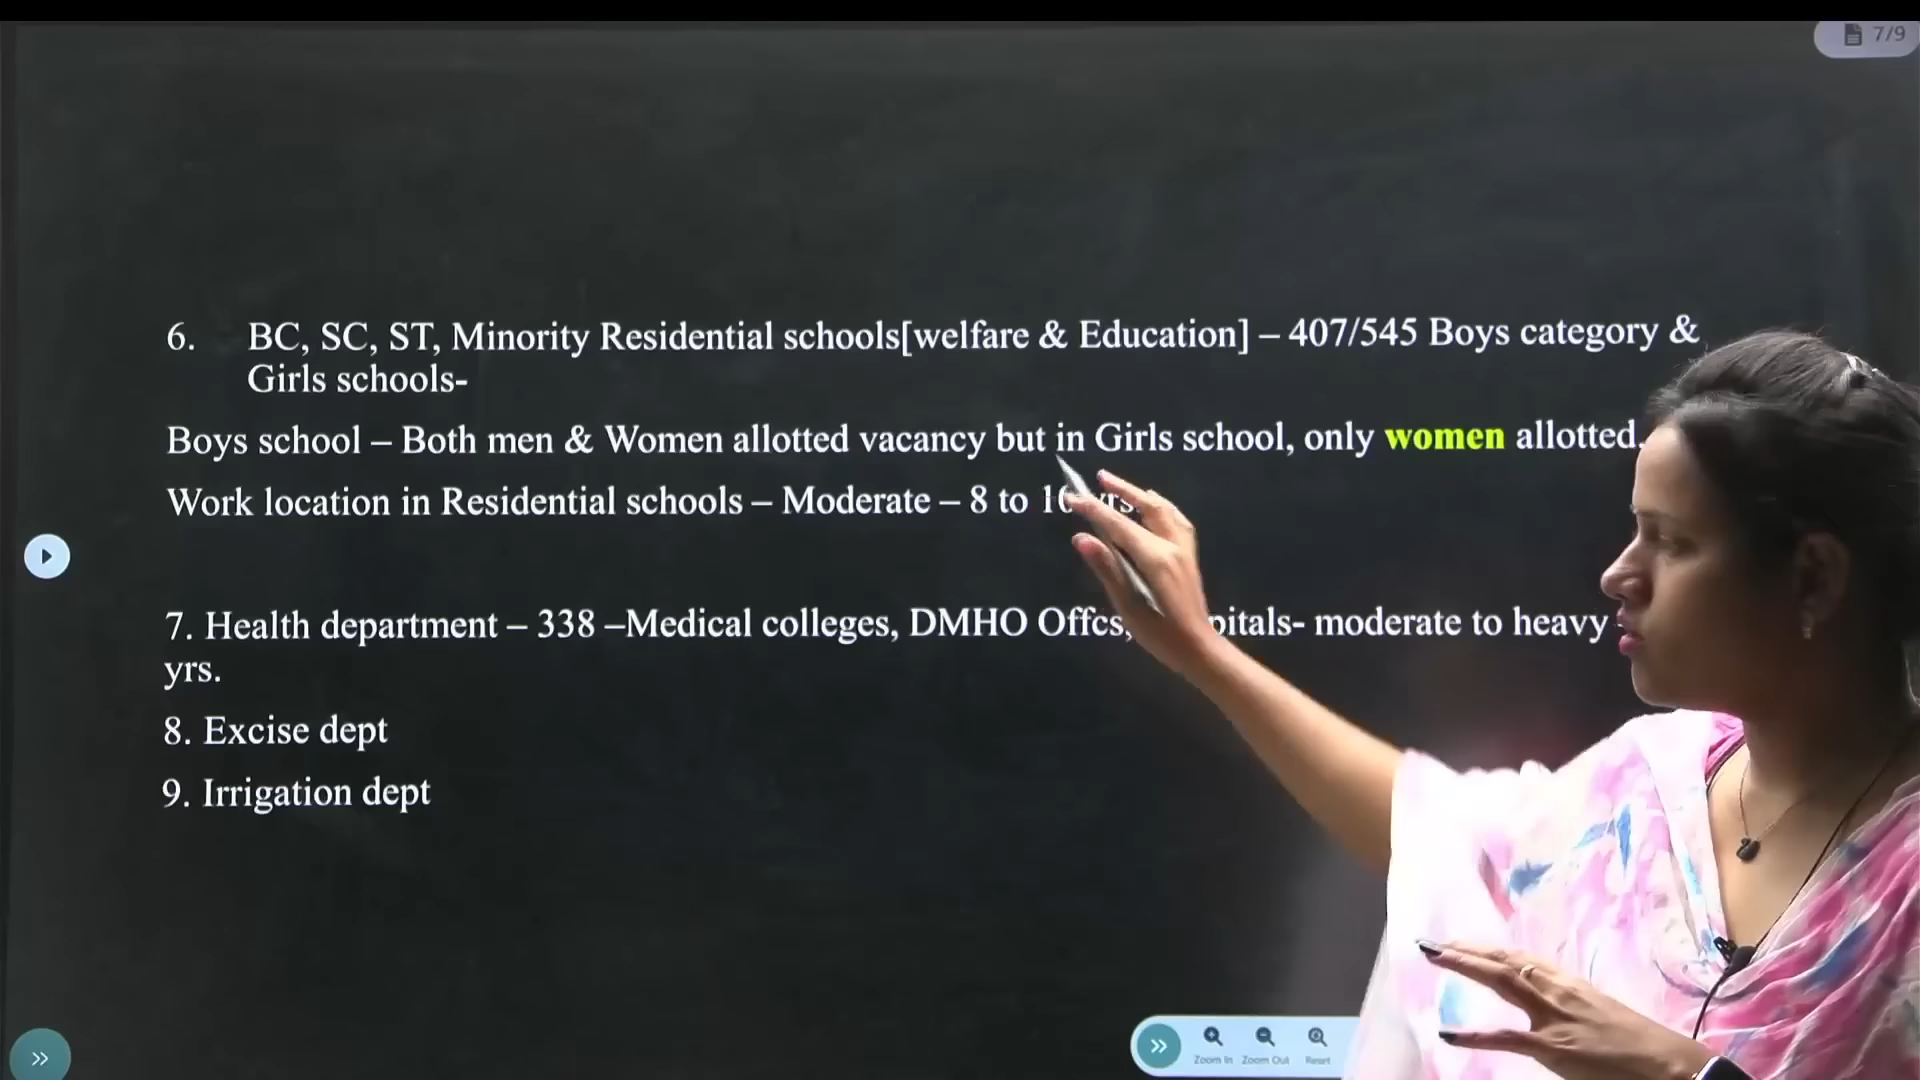 7/9
6. BC, SC, ST, Minority Residential schools[welfare & Education] – 407/545 Boys category &
Girls schools-
Boys school – Both men & Women allotted vacancy but in Girls school, only women allotted.
Work location in Residential schools – Moderate – 8 to
7. Health department – 338 –Medical colleges, DMHO Offcs, moderate to heavy
yrs.
8. Excise dept
9. Irrigation dept
Zoom In Zoom Out Reset